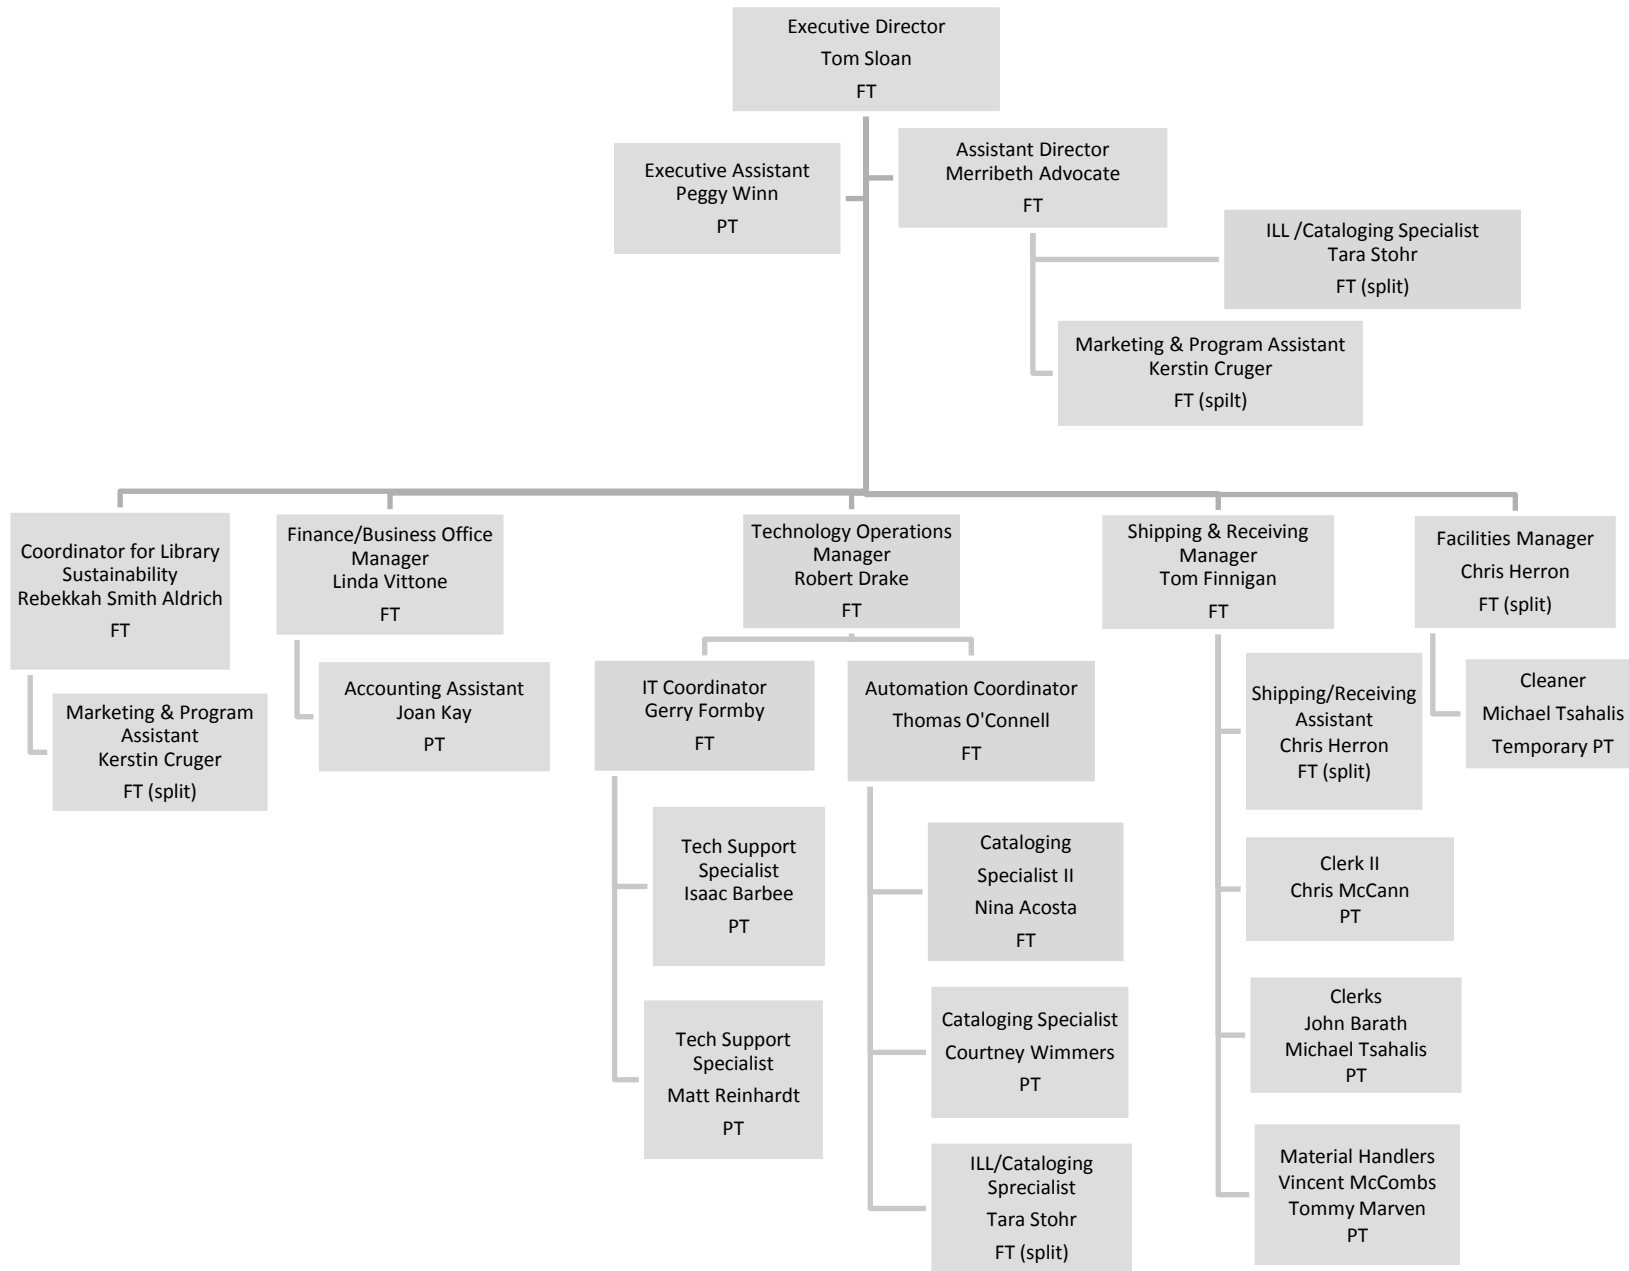 Executive Director
Tom Sloan
FT
Executive Assistant
Peggy Winn
PT
Assistant Director
Merribeth Advocate
FT
ILL /Cataloging Specialist
Tara Stohr
FT (split)
Marketing & Program Assistant
Kerstin Cruger
FT (spilt)
Coordinator for Library
Sustainability
Rebekkah Smith Aldrich
FT
Marketing & Program
Assistant
Kerstin Cruger
FT (split)
Finance/Business Office
Manager
Linda Vittone
FT
Accounting Assistant
Joan Kay
PT
Technology Operations
Manager
Robert Drake
FT
IT Coordinator
Gerry Formby
FT
Tech Support
Specialist
Isaac Barbee
PT
Tech Support
Specialist
Matt Reinhardt
PT
Automation Coordinator
Thomas O'Connell
FT
Cataloging
Specialist II
Nina Acosta
FT
Cataloging Specialist
Courtney Wimmers
PT
ILL/Cataloging
Sprecialist
Tara Stohr
FT (split)
Shipping & Receiving
Manager
Tom Finnigan
FT
Shipping/Receiving
Assistant
Chris Herron
FT (split)
Clerk II
Chris McCann
PT
Clerks
John Barath
Michael Tsahalis
PT
Material Handlers
Vincent McCombs
Tommy Marven
PT
Facilities Manager
Chris Herron
FT (split)
Cleaner
Michael Tsahalis
Temporary PT